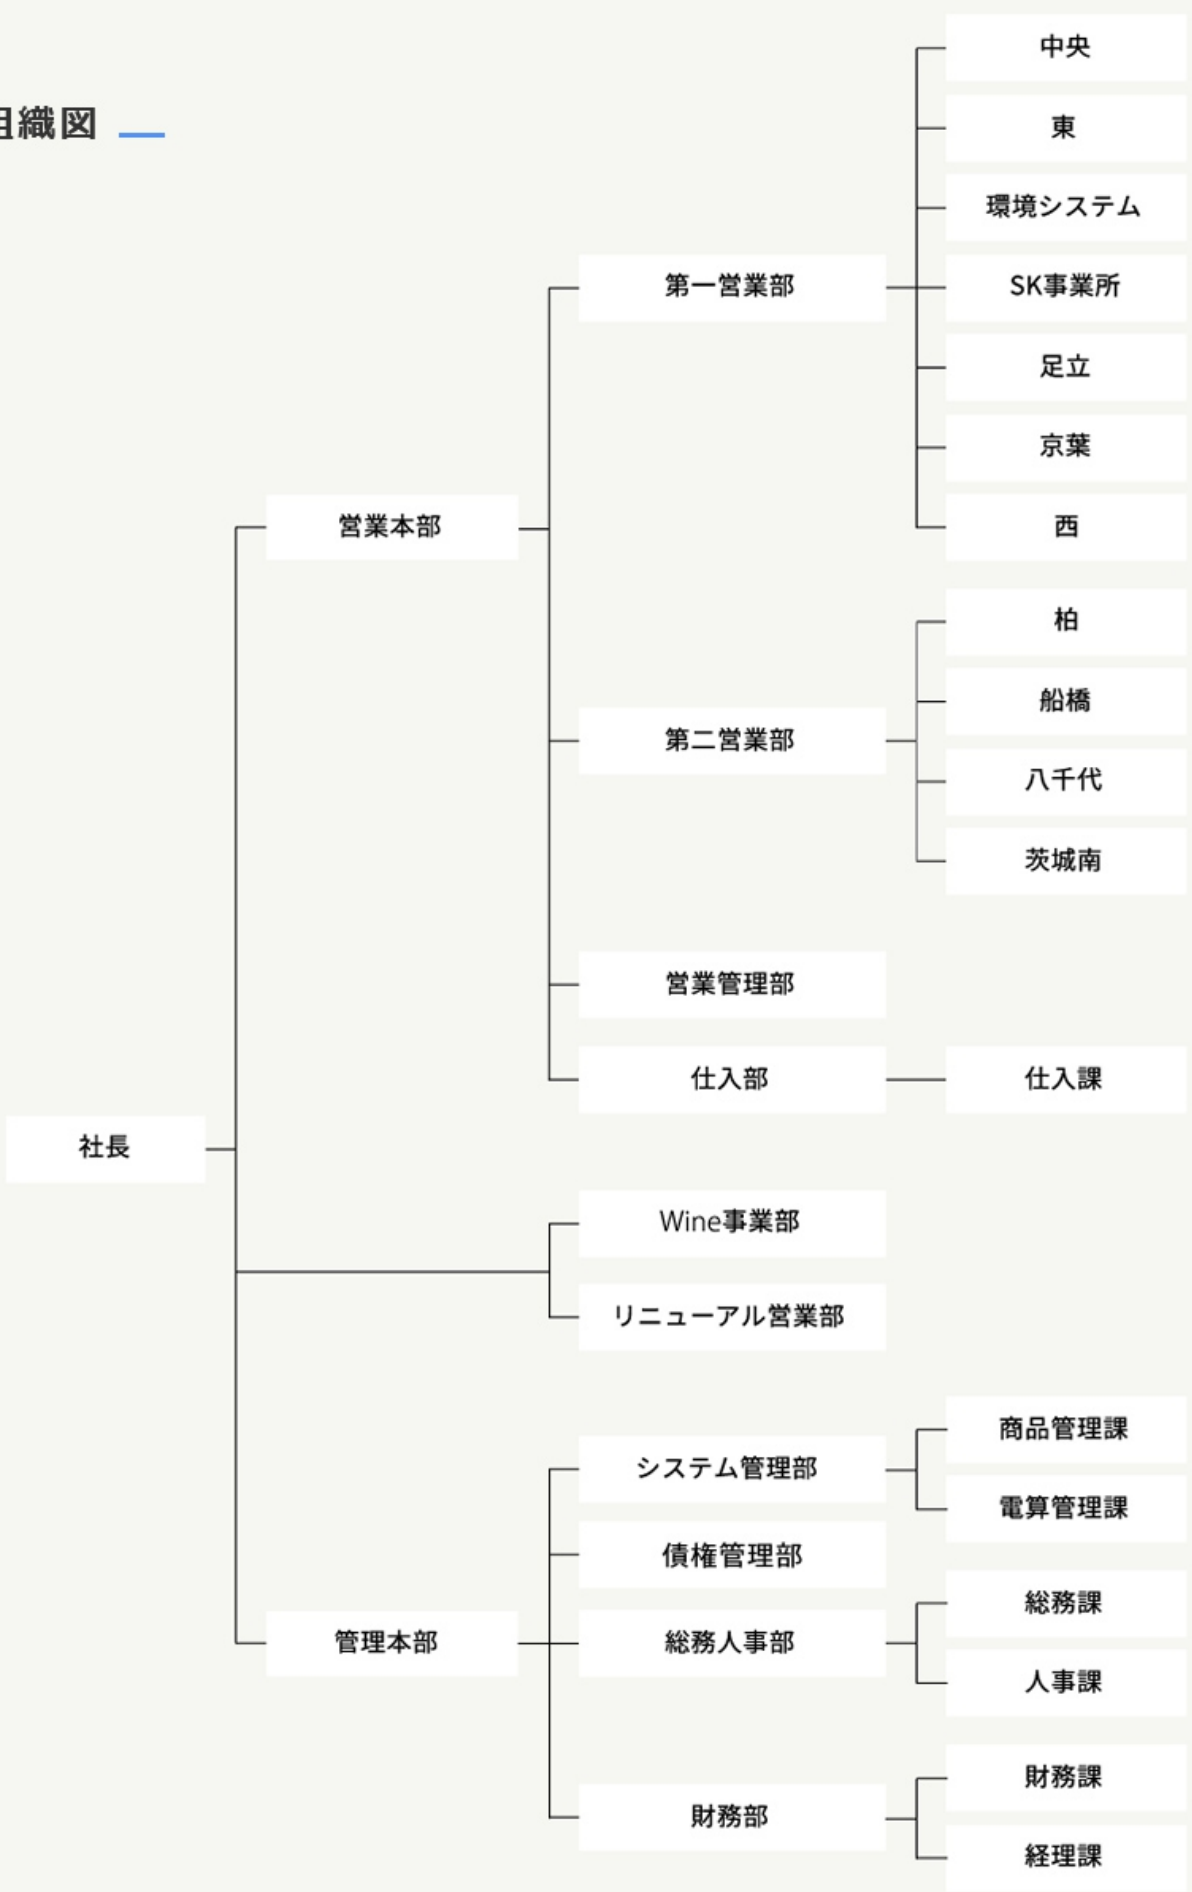 組織図
中央
東
環境システム
第一営業部
SK事業所
足立
京葉
営業本部
西
柏
船橋
第二営業部
八千代
茨城南
営業管理部
仕入部
仕入課
社長
Wine事業部
リニューアル営業部
商品管理課
システム管理部
電算管理課
債権管理部
総務課
管理本部
総務人事部
人事課
財務課
財務部
経理課